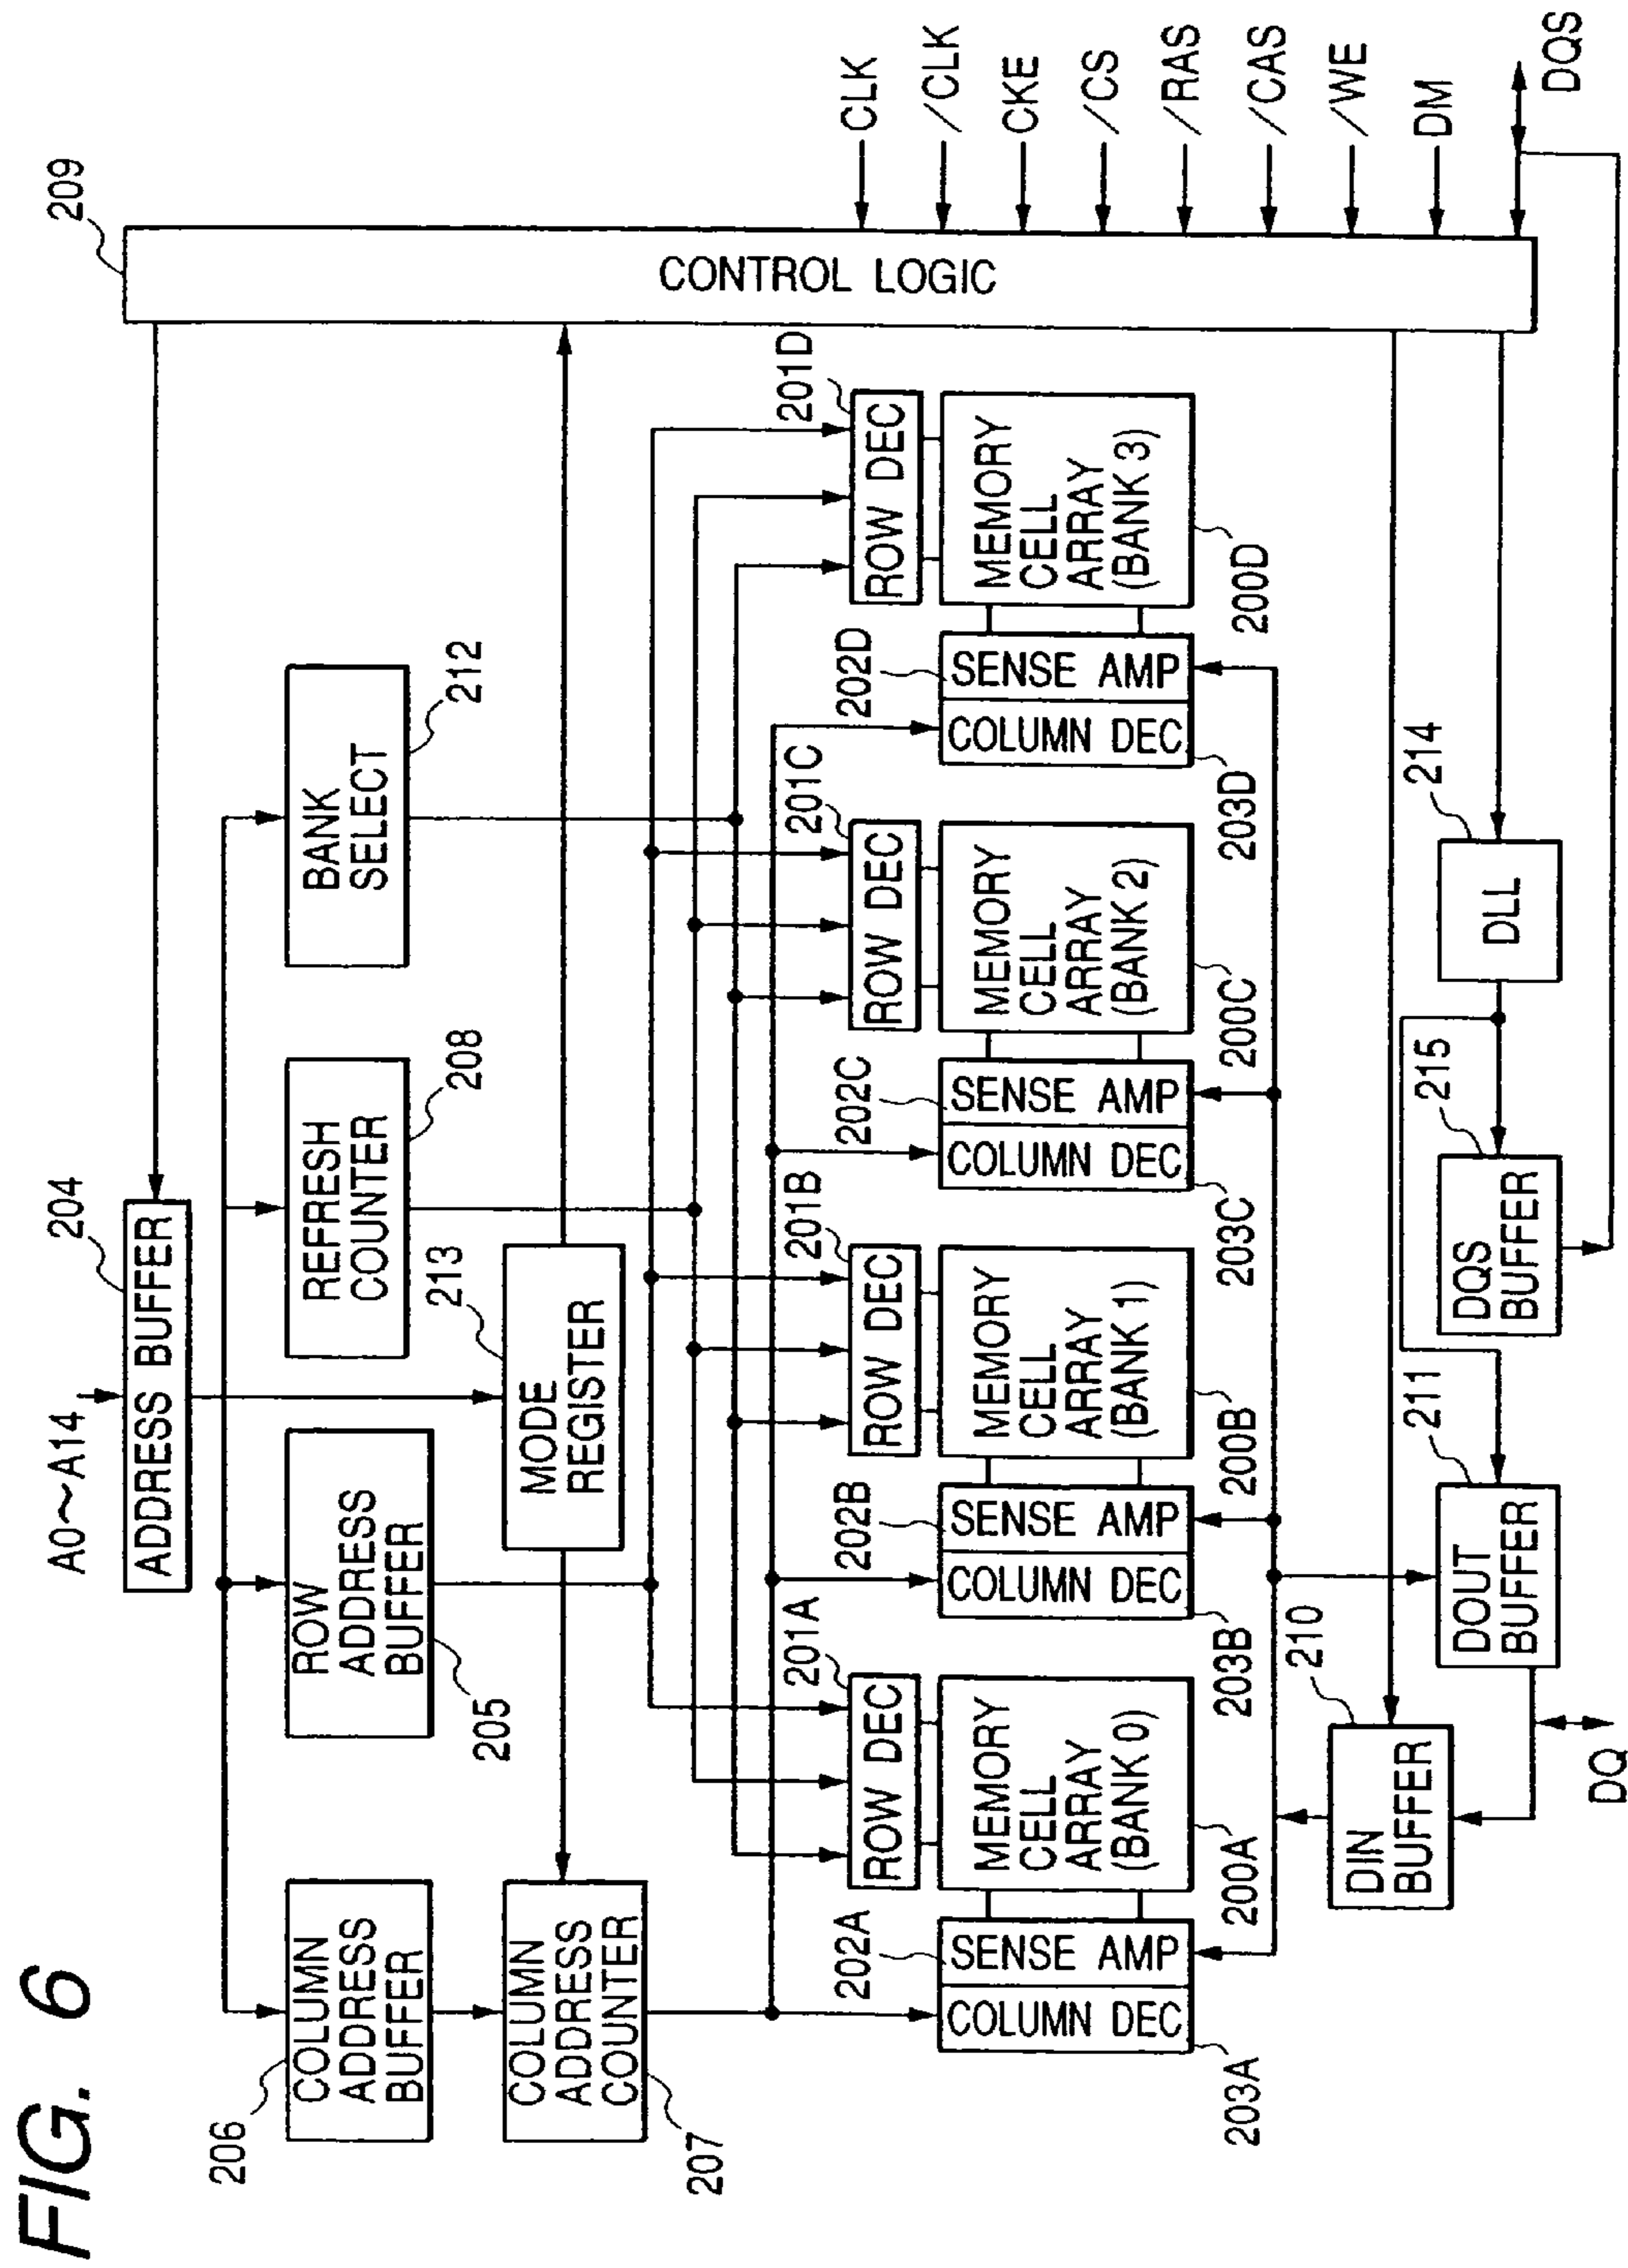 FIG. 6
A0~A14
204
ADDRESS BUFFER
209
CONTROL LOGIC
206
COLUMN
ADDRESS
BUFFER
ROW
ADDRESS
BUFFER
205
REFRESH
COUNTER
208
BANK
SELECT
212
COLUMN
ADDRESS
COUNTER
207
213
MODE
REGISTER
201A
ROW DEC
201B
ROW DEC
201C
ROW DEC
201D
ROW DEC
202A
SENSE AMP
COLUMN DEC
203A
MEMORY
CELL
ARRAY
(BANK 0)
200A
202B
SENSE AMP
COLUMN DEC
203B
MEMORY
CELL
ARRAY
(BANK 1)
200B
202C
SENSE AMP
COLUMN DEC
203C
MEMORY
CELL
ARRAY
(BANK 2)
200C
202D
SENSE AMP
COLUMN DEC
203D
MEMORY
CELL
ARRAY
(BANK 3)
200D
210
DIN
BUFFER
211
DOUT
BUFFER
215
DQS
BUFFER
214
DLL
DQ
CLK
/CLK
CKE
/CS
/RAS
/CAS
/WE
DM
DQS